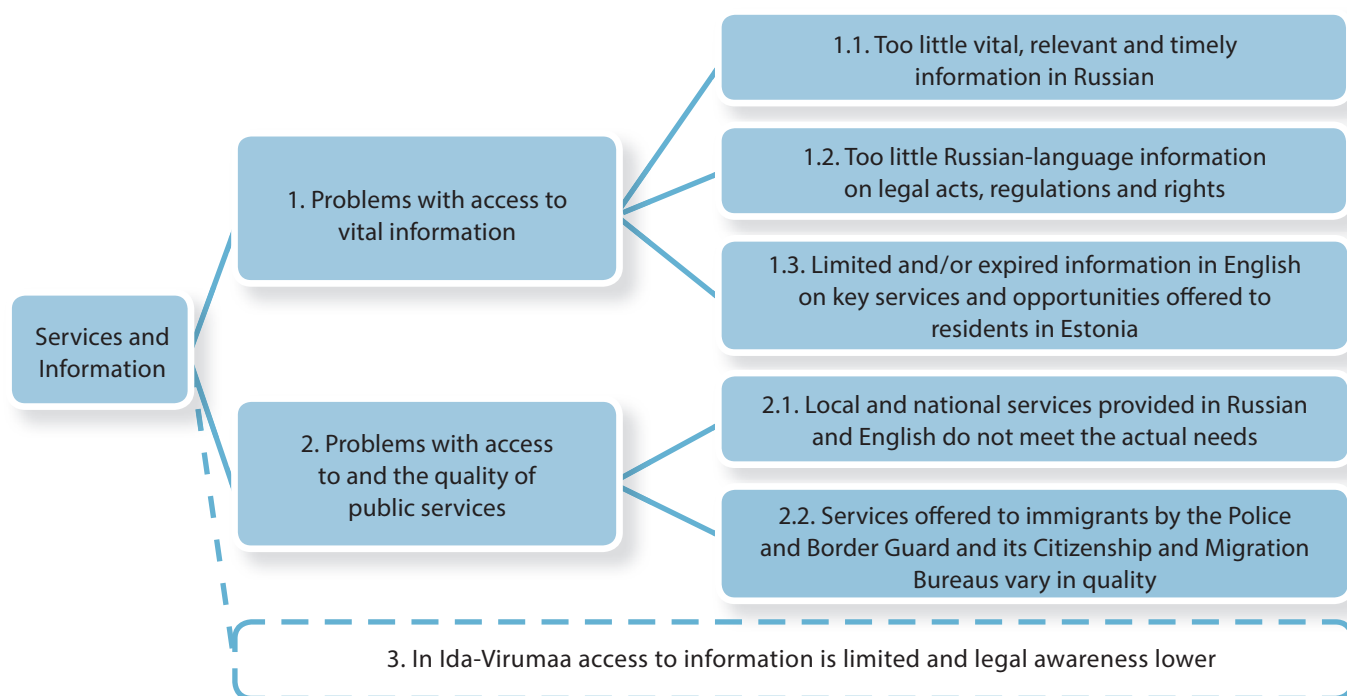 Services and
Information
1. Problems with access to
vital information
1.1. Too little vital, relevant and timely
information in Russian
1.2. Too little Russian-language information
on legal acts, regulations and rights
1.3. Limited and/or expired information in English
on key services and opportunities offered to
residents in Estonia
2. Problems with access
to and the quality of
public services
2.1. Local and national services provided in Russian
and English do not meet the actual needs
2.2. Services offered to immigrants by the Police
and Border Guard and its Citizenship and Migration
Bureaus vary in quality
3. In Ida-Virumaa access to information is limited and legal awareness lower